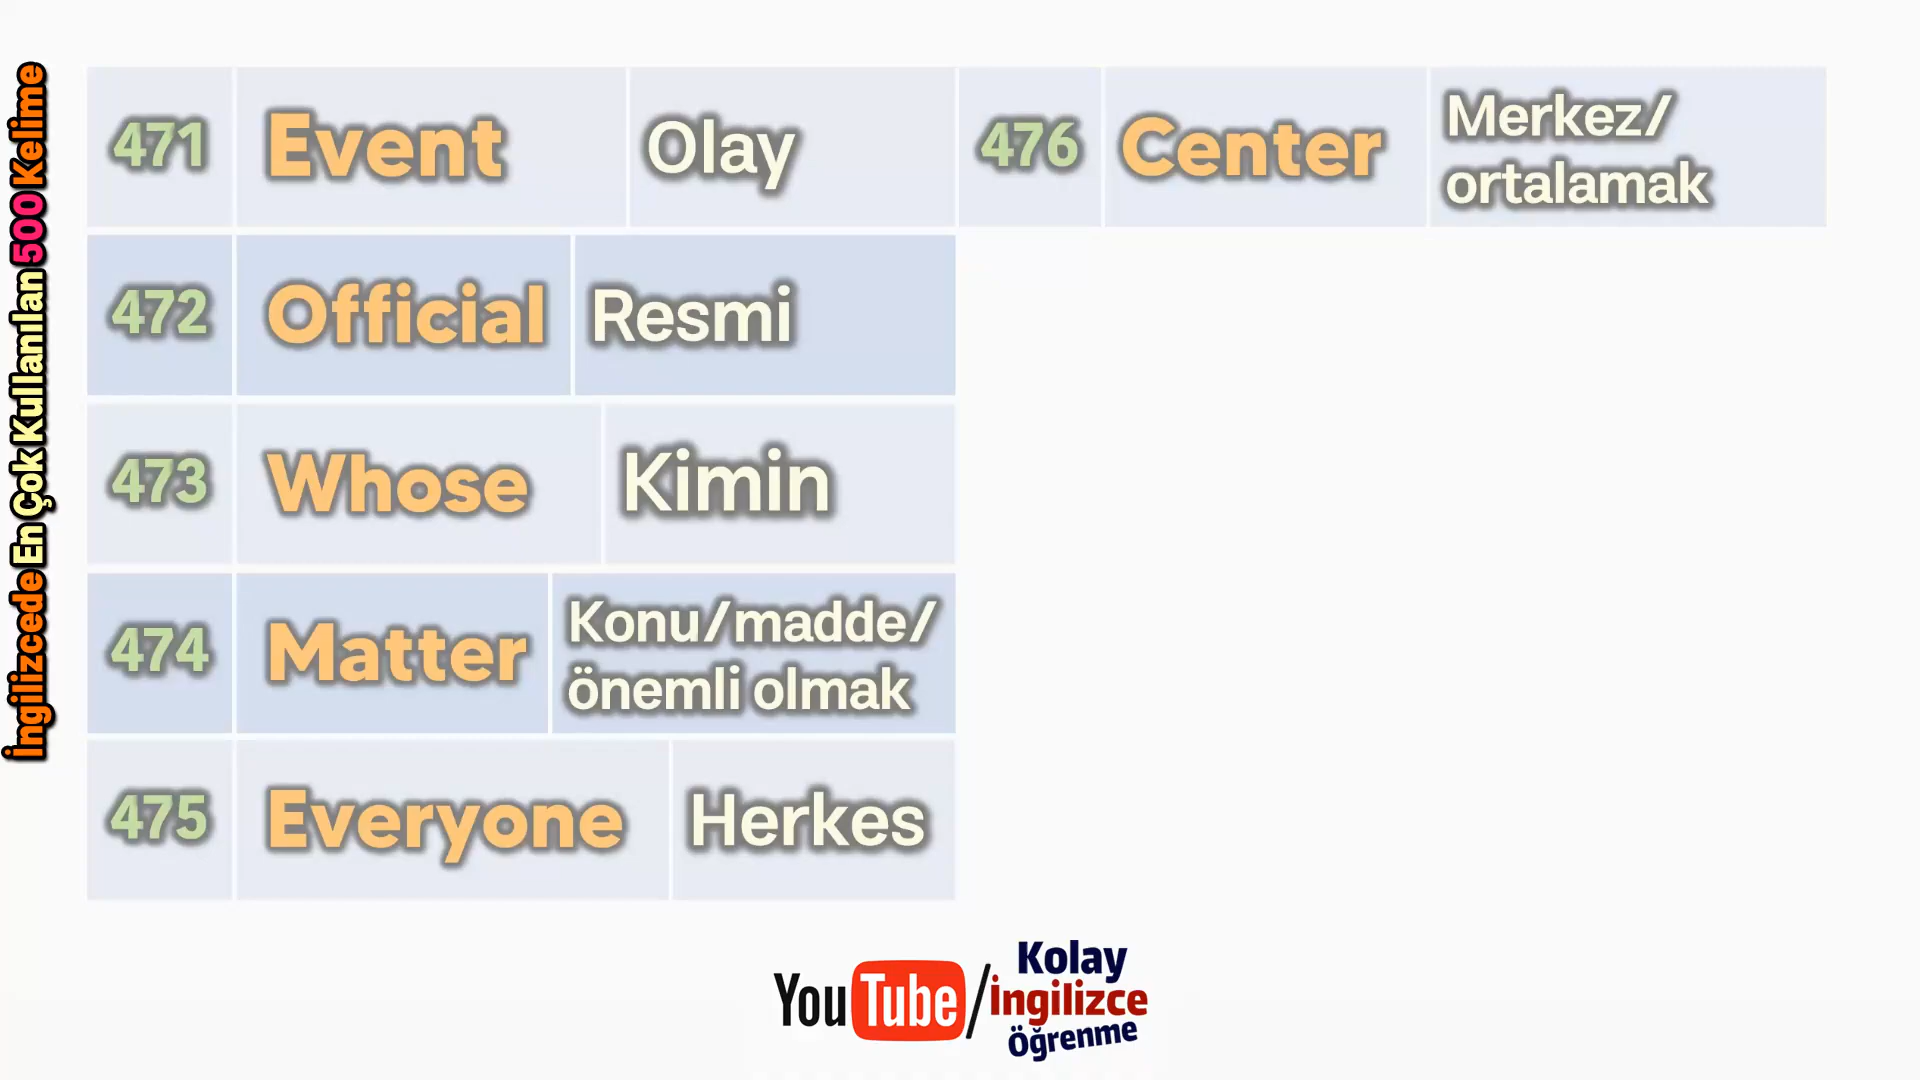 İngilizcede En Çok Kullanılan 500 Kelime
471 Event Olay
472 Official Resmi
473 Whose Kimin
474 Matter Konu/madde/
önemli olmak
475 Everyone Herkes
476 Center Merkez/
ortalamak
YouTube/Kolay
İngilizce
Öğrenme